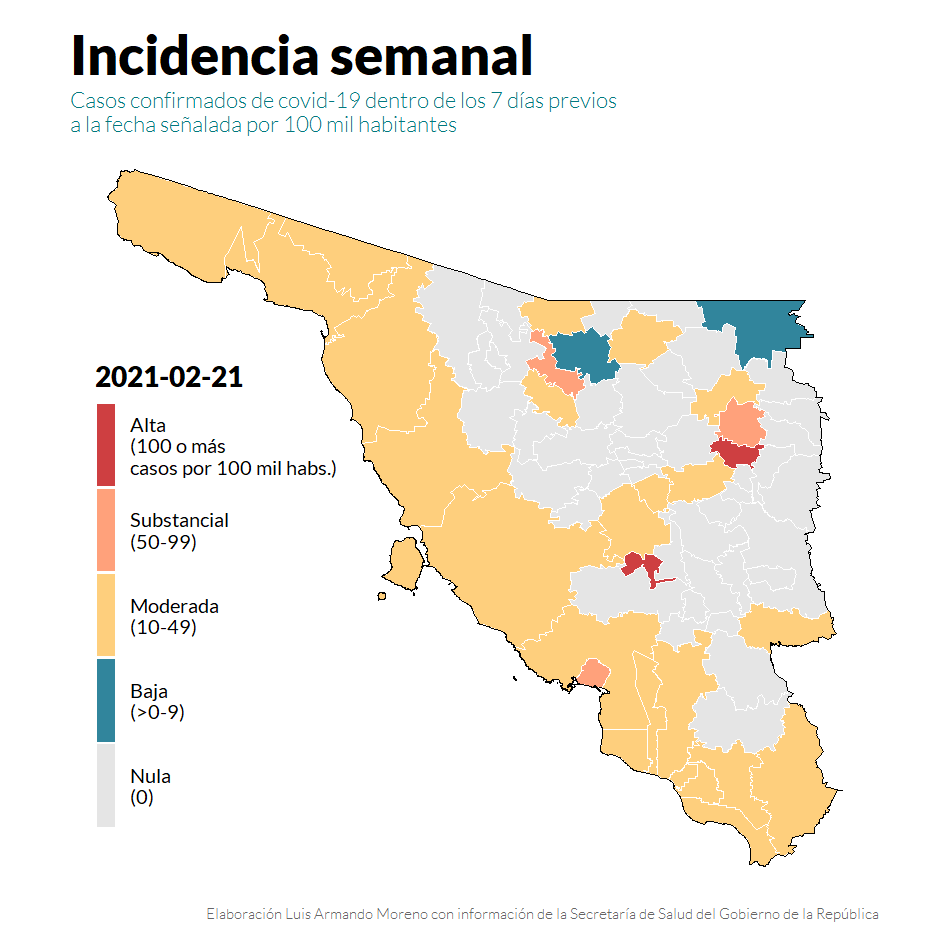 Incidencia semanal
Casos confirmados de covid-19 dentro de los 7 días previos
a la fecha señalada por 100 mil habitantes
2021-02-21
Alta
(100 o más
casos por 100 mil habs.)
Substancial
(50-99)
Moderada
(10-49)
Baja
(>0-9)
Nula
(0)
Elaboración Luis Armando Moreno con información de la Secretaría de Salud del Gobierno de la República